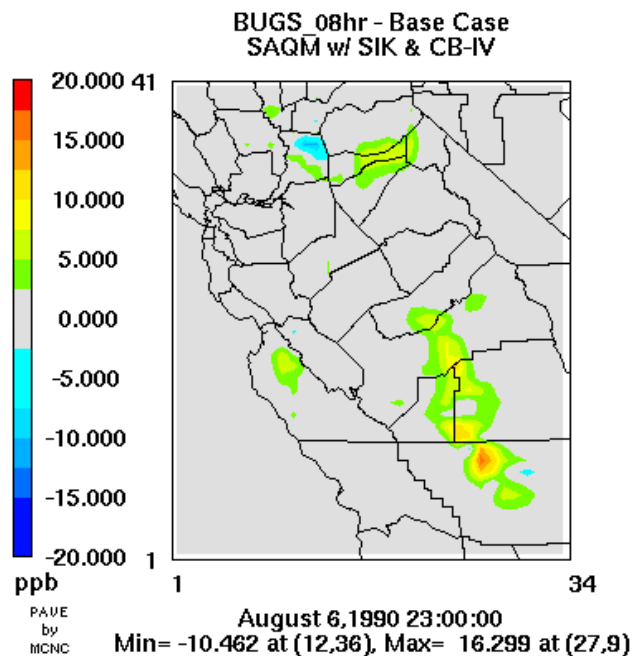 BUGS_08hr - Base Case
SAQM w/ SIK & CB-IV
20.000
15.000
10.000
5.000
0.000
-5.000
-10.000
-15.000
-20.000
ppb
41
1
1
34
PAVE
by
MCNC
August 6,1990 23:00:00
Min= -10.462 at (12,36), Max= 16.299 at (27,9)